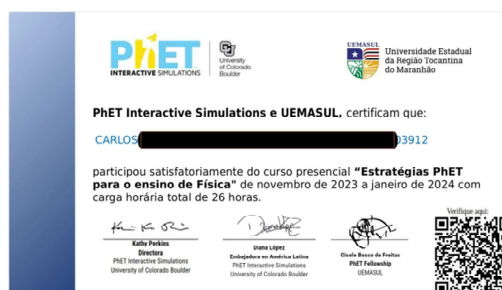 PhET
INTERACTIVE SIMULATIONS
University
of Colorado
Boulder
UEMASUL
Universidade Estadual
da Região Tocantina
do Maranhão
PhET Interactive Simulations e UEMASUL, certificam que:
CARLOS 03912
participou satisfatoriamente do curso presencial “Estratégias PhET
para o ensino de Física" de novembro de 2023 a janeiro de 2024 com
carga horária total de 26 horas.
Verifique aqui:
Kathy Perkins
Directora
PhET Interactive Simulations
University of Colorado Boulder
Diana López
Embajadora en América Latina
PhET Interactive Simulations
University of Colorado Boulder
Gisele Bosso de Freitas
PhET Fellowship
UEMASUL